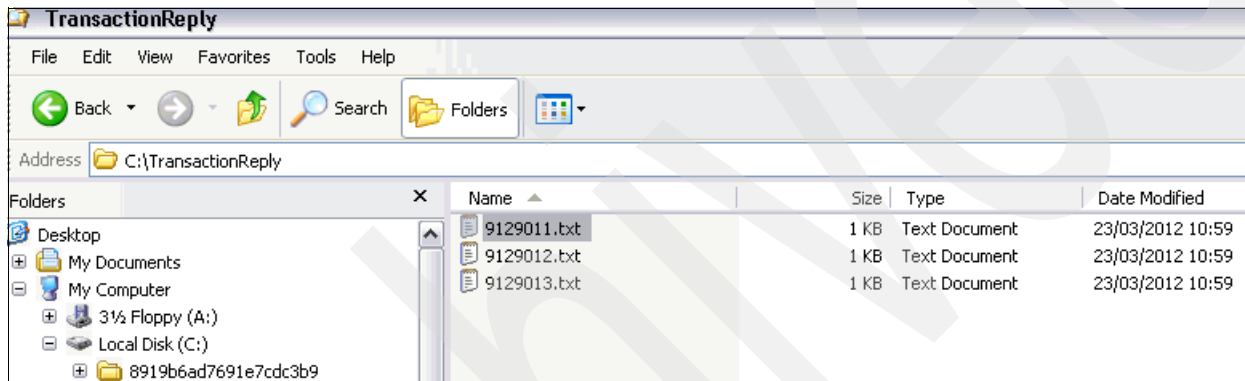 TransactionReply
File Edit View Favorites Tools Help
Back Search Folders
Address C:\TransactionReply
Folders × Name Size Type Date Modified
Desktop 9129011.txt 1 KB Text Document 23/03/2012 10:59
My Documents 9129012.txt 1 KB Text Document 23/03/2012 10:59
My Computer 9129013.txt 1 KB Text Document 23/03/2012 10:59
3½ Floppy (A:)
Local Disk (C:)
8919b6ad7691e7cdc3b9